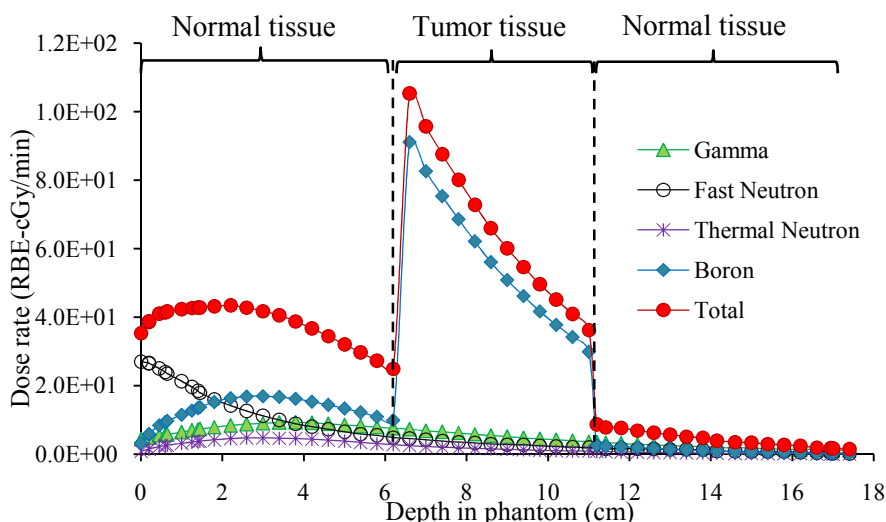 Normal tissue Tumor tissue Normal tissue
1.2E+02
1.0E+02
8.0E+01
6.0E+01
4.0E+01
2.0E+01
0.0E+00
Dose rate (RBE-cGy/min)
Gamma
Fast Neutron
Thermal Neutron
Boron
Total
0 2 4 6 8 10 12 14 16 18
Depth in phantom (cm)